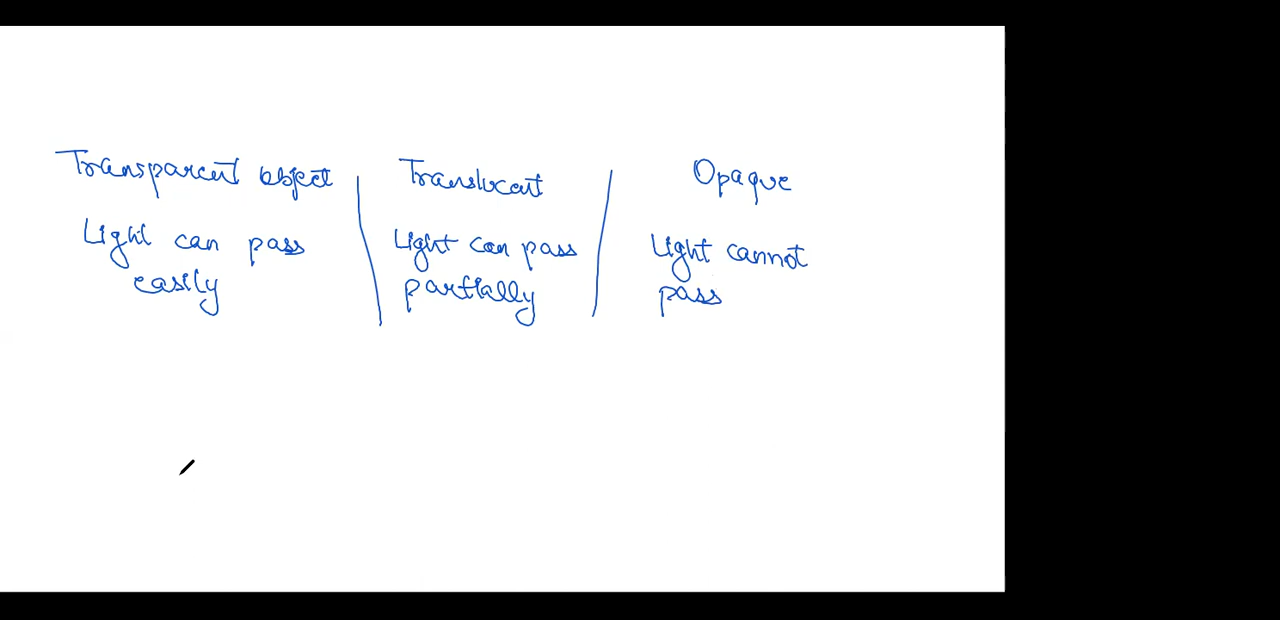 Transparent object
Translucent
Opaque
Light can pass
easily
Light can pass
partially
Light cannot
pass